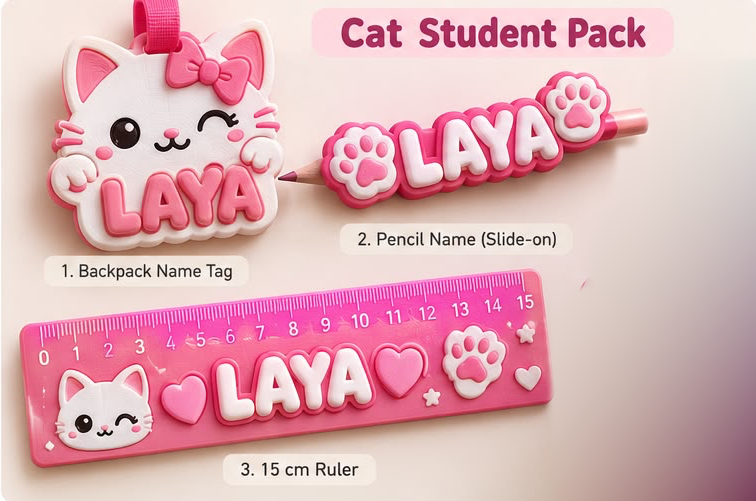 Cat Student Pack
LAYA
LAYA
1. Backpack Name Tag
2. Pencil Name (Slide-on)
0 1 2 3 4 5 6 7 8 9 10 11 12 13 14 15
LAYA
3. 15 cm Ruler